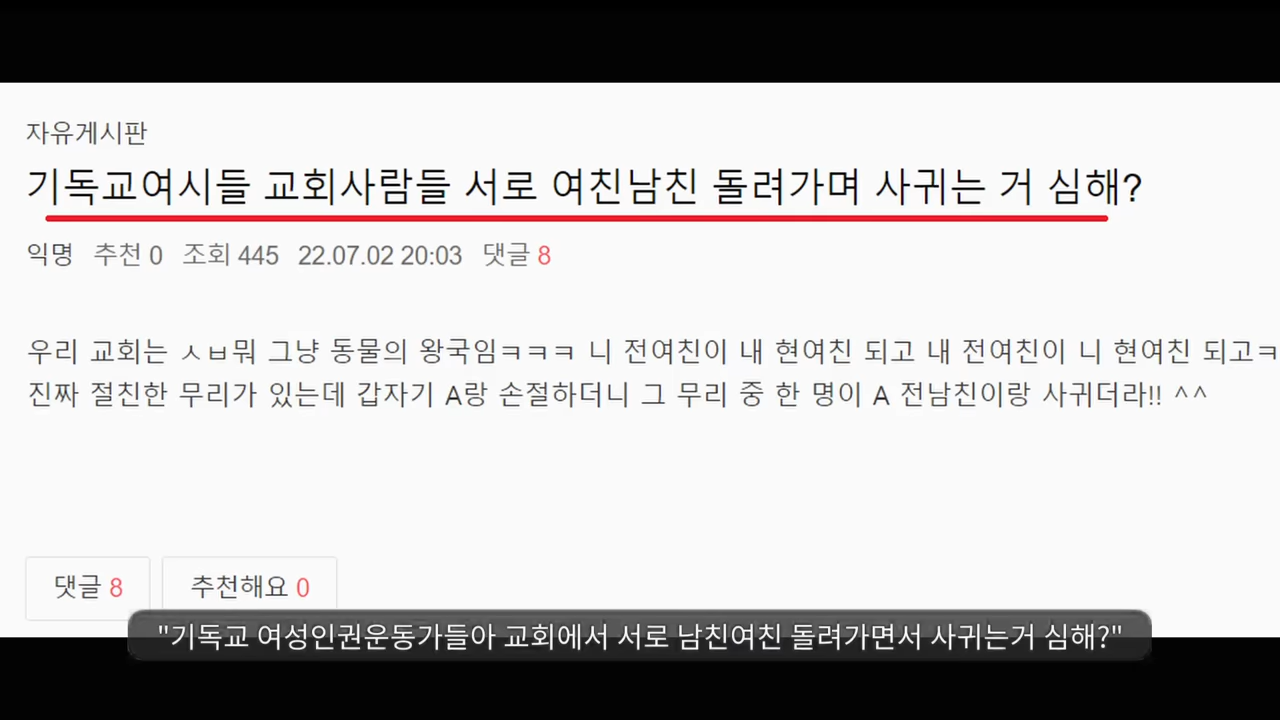 자유게시판
기독교여시들 교회사람들 서로 여친남친 돌려가며 사귀는 거 심해?
익명 추천 0 조회 445 22.07.02 20:03 댓글 8
우리 교회는 ㅅㅂ뭐 그냥 동물의 왕국임ㅋㅋㅋ 니 전여친이 내 현여친 되고 내 전여친이 니 현여친 되고ㅋ
진짜 절친한 무리가 있는데 갑자기 A랑 손절하더니 그 무리 중 한 명이 A 전남친이랑 사귀더라!! ^^
댓글 8 추천해요 0
"기독교 여성인권운동가들아 교회에서 서로 남친여친 돌려가면서 사귀는거 심해?"